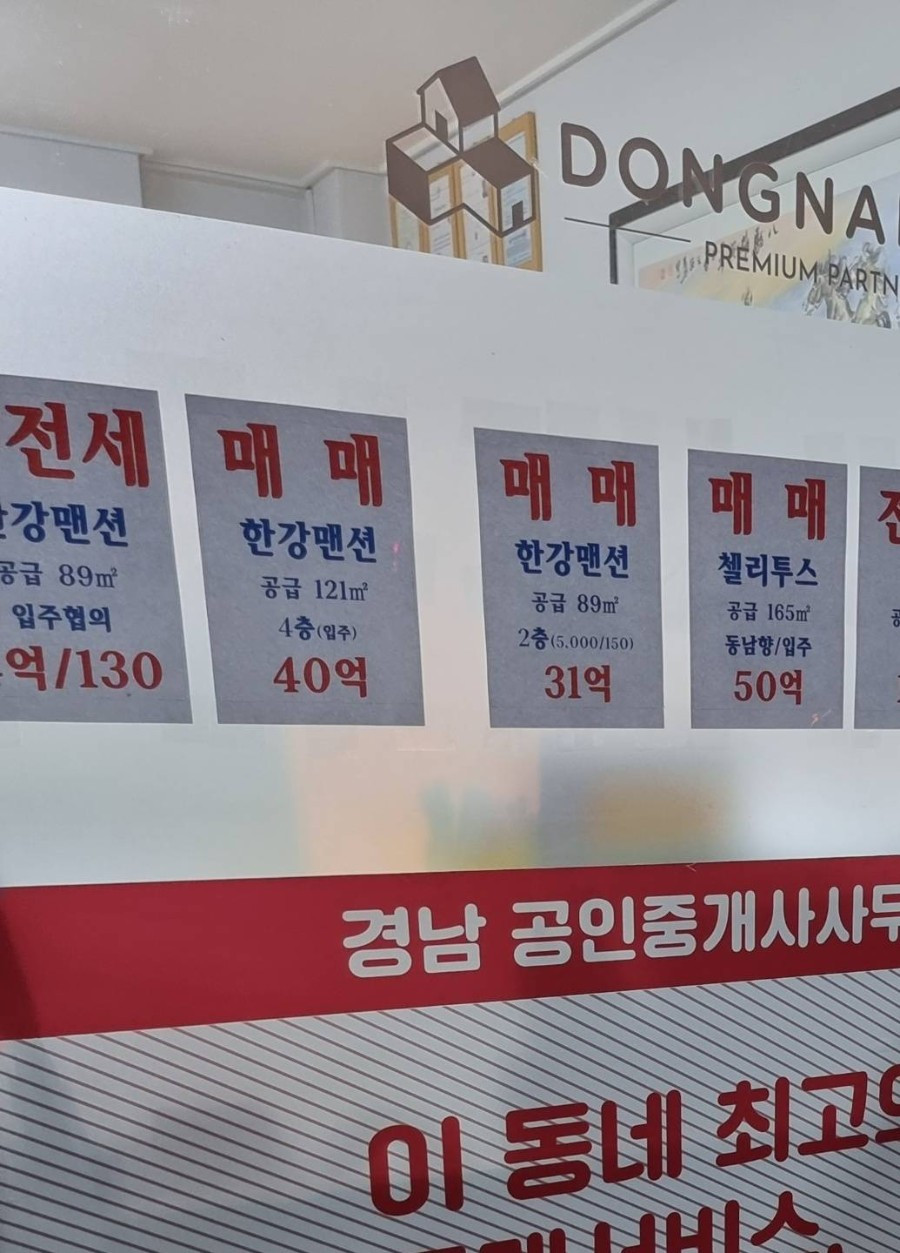 DONGNA
PREMIUM PARTN
전세
한강맨션
공급 89㎡
입주협의
억/130
매 매
한강맨션
공급 121㎡
4층(입주)
40억
매 매
한강맨션
공급 89㎡
2층(5.000/150)
31억
매 매
첼리투스
공급 165㎡
동남향/입주
50억
경남 공인중개사사무
이 동네 최고의
서비스